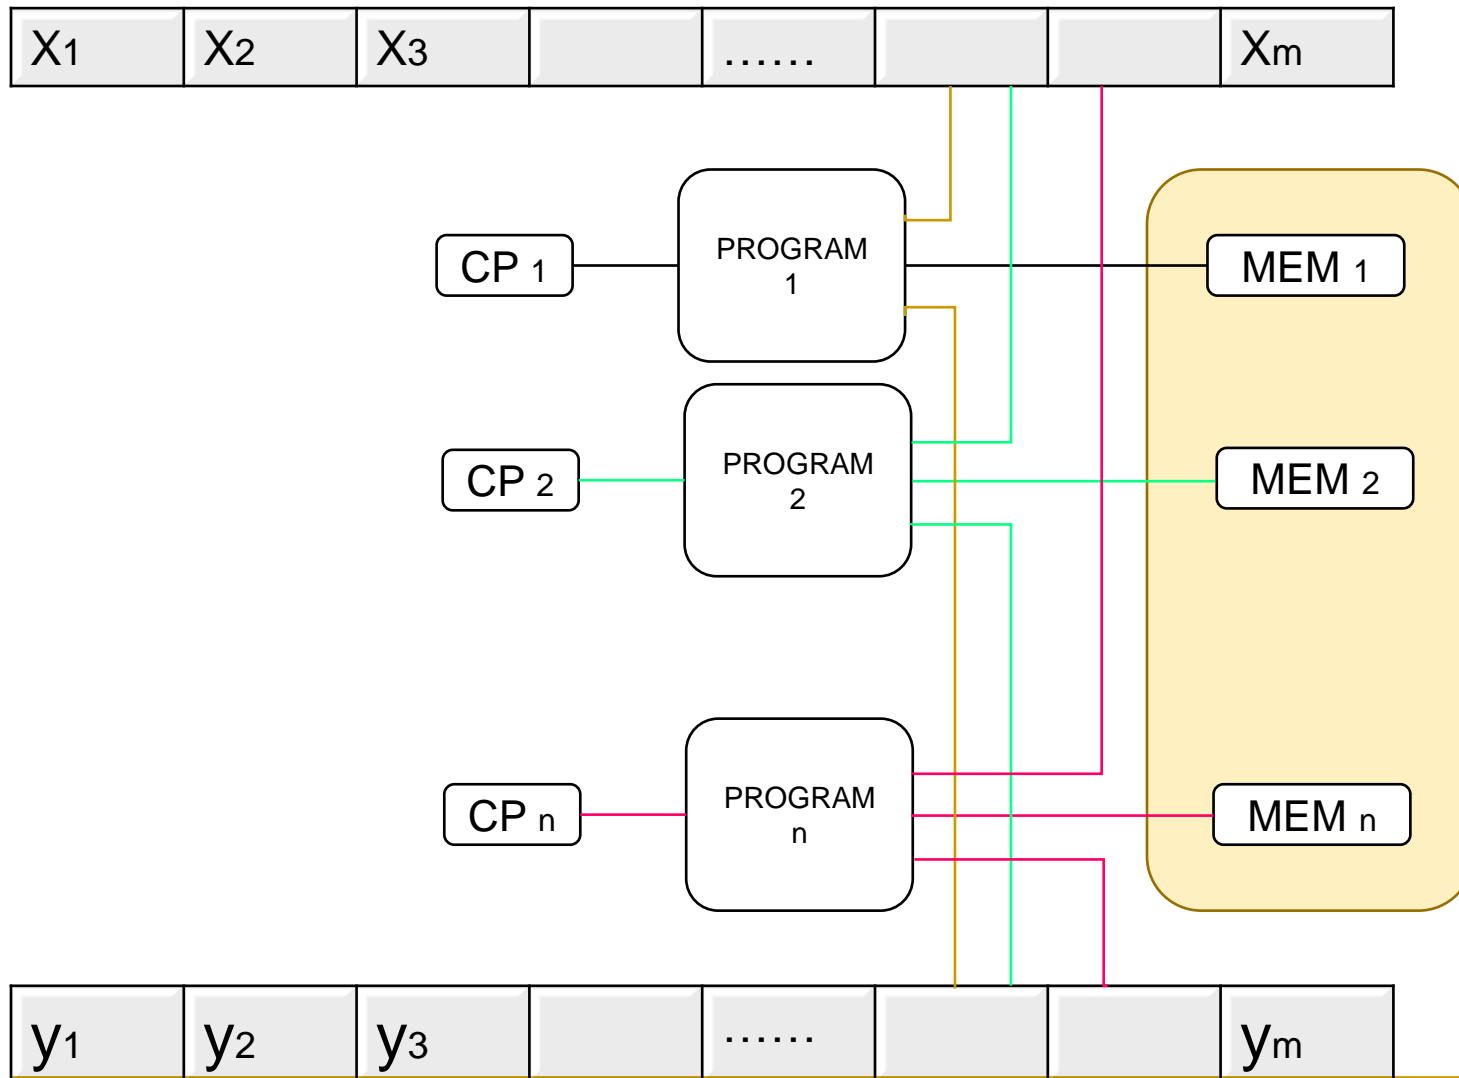 X1 X2 X3 ...... Xm
CP 1
PROGRAM
1
MEM 1
CP 2
PROGRAM
2
MEM 2
CP n
PROGRAM
n
MEM n
y1 y2 y3 ...... ym